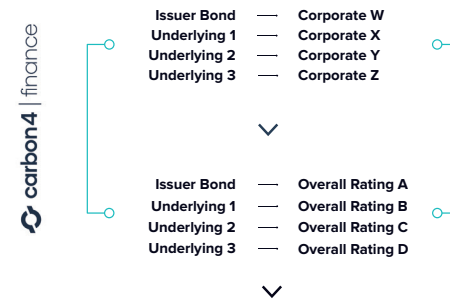 carbon4 | finance
Issuer Bond — Corporate W
Underlying 1 — Corporate X
Underlying 2 — Corporate Y
Underlying 3 — Corporate Z
Issuer Bond — Overall Rating A
Underlying 1 — Overall Rating B
Underlying 2 — Overall Rating C
Underlying 3 — Overall Rating D